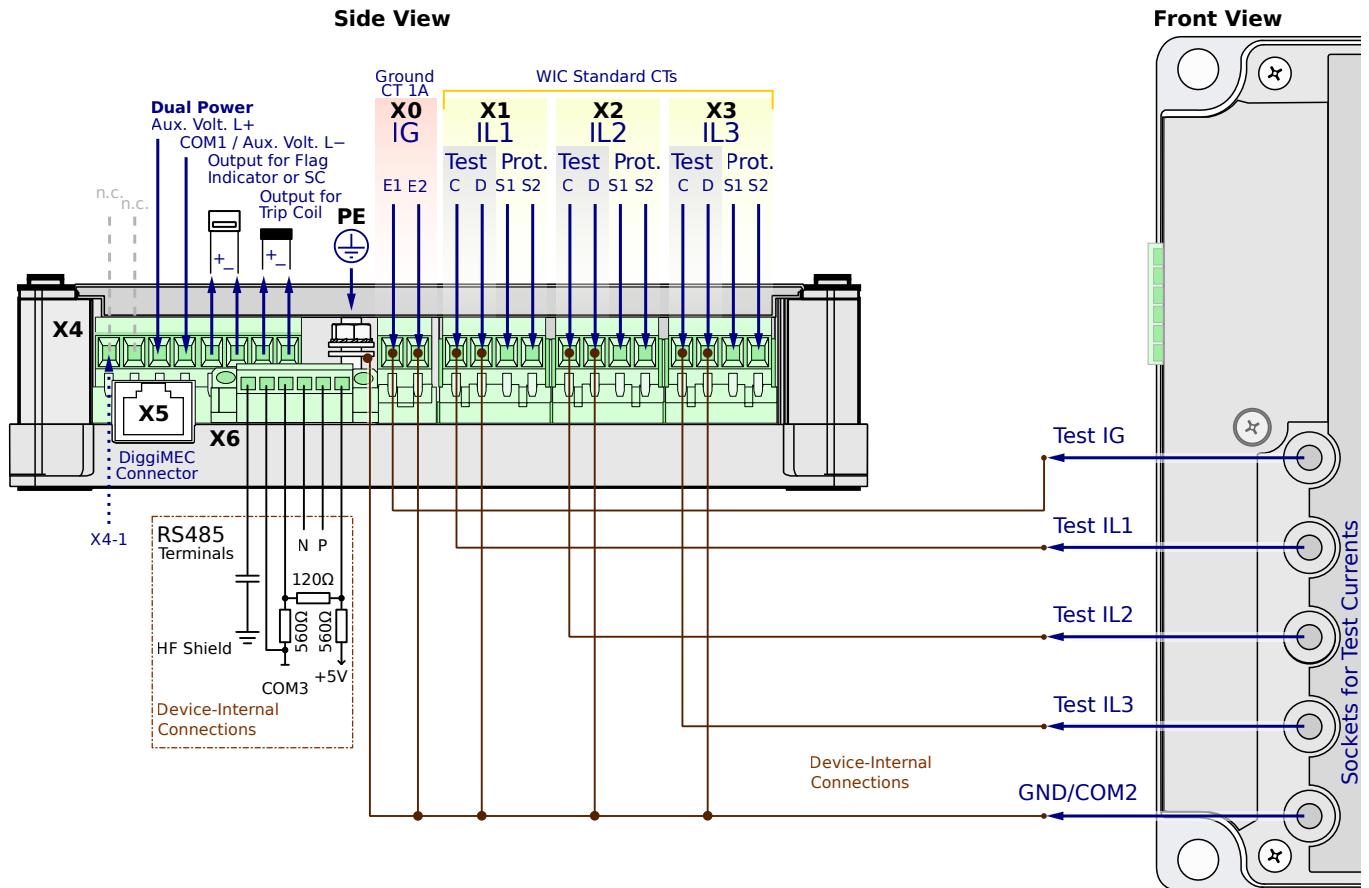 Side View
Front View
Ground
CT 1A
WIC Standard CTs
Dual Power
Aux. Volt. L+
COM1 / Aux. Volt. L−
Output for Flag
Indicator or SC
Output for
Trip Coil
n.c.
n.c.
+
−
+
−
PE
X0
IG
E1 E2
X1
IL1
Test Prot.
C D S1 S2
X2
IL2
Test Prot.
C D S1 S2
X3
IL3
Test Prot.
C D S1 S2
X4
X5
X6
DiggiMEC
Connector
X4-1
RS485
Terminals
N P
120Ω
560Ω
560Ω
HF Shield
COM3
+5V
Device-Internal
Connections
Test IG
Test IL1
Test IL2
Test IL3
GND/COM2
Device-Internal
Connections
Sockets for Test Currents